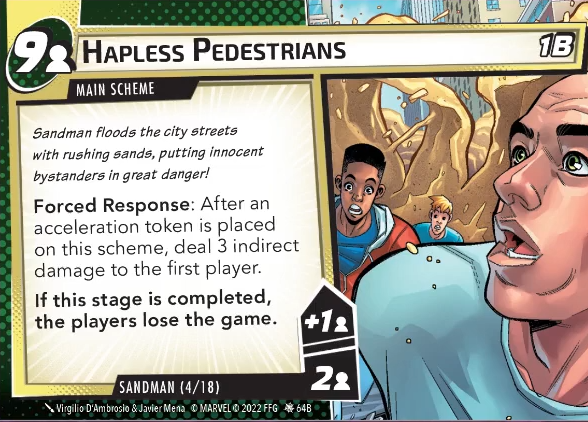 9
HAPLESS PEDESTRIANS
1B
MAIN SCHEME
Sandman floods the city streets
with rushing sands, putting innocent
bystanders in great danger!
Forced Response: After an
acceleration token is placed
on this scheme, deal 3 indirect
damage to the first player.
If this stage is completed,
the players lose the game.
+1
2
SANDMAN (4/18)
Virgilio D'Ambrosio & Javier Mena © MARVEL © 2022 FFG 64B